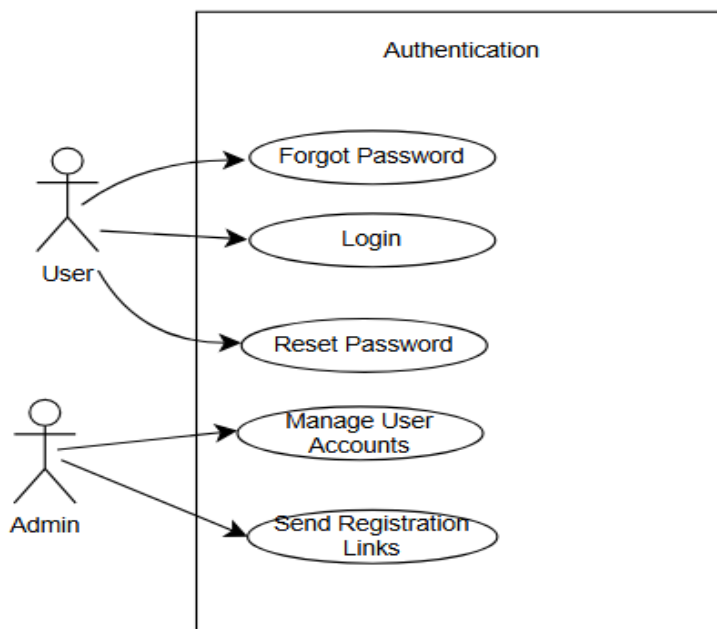 Authentication
Forgot Password
Login
User
Reset Password
Manage User
Accounts
Admin
Send Registration
Links